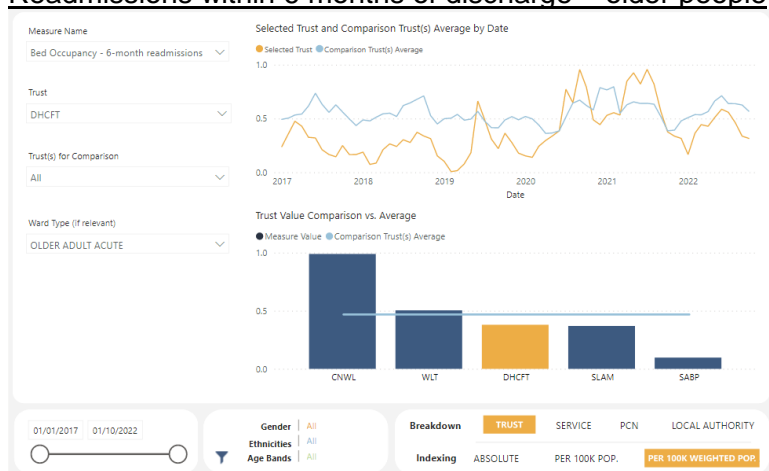 Readmissions within 6 months of discharge – older people
Measure Name
Bed Occupancy - 6-month readmissions
Trust
DHCFT
Trust(s) for Comparison
All
Ward Type (if relevant)
OLDER ADULT ACUTE
Selected Trust and Comparison Trust(s) Average by Date
Selected Trust Comparison Trust(s) Average
1.0
0.5
0.0
2017 2018 2019 2020 2021 2022
Date
Trust Value Comparison vs. Average
Measure Value Comparison Trust(s) Average
1.0
0.5
0.0
CNWL WLT DHCFT SLAM SABP
01/01/2017 01/10/2022
Gender All
Ethnicities All
Age Bands All
Breakdown TRUST SERVICE PCN LOCAL AUTHORITY
Indexing ABSOLUTE PER 100K POP. PER 100K WEIGHTED POP.